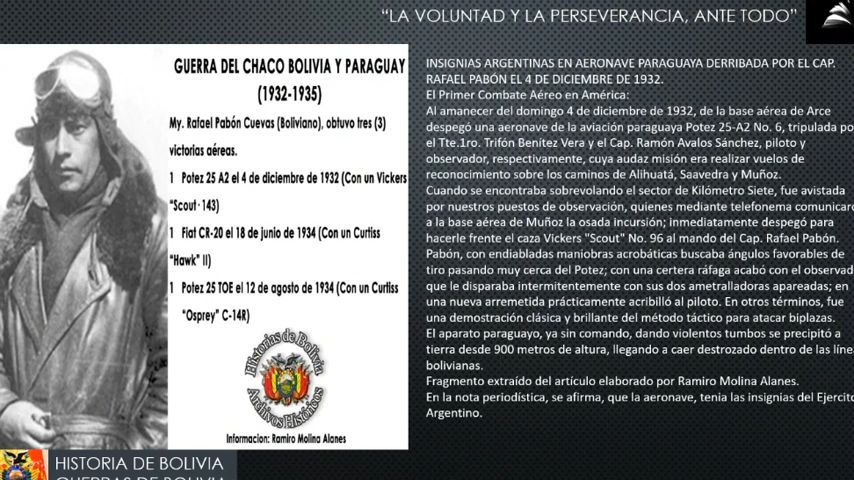 “LA VOLUNTAD Y LA PERSEVERANCIA, ANTE TODO”
GUERRA DEL CHACO BOLIVIA Y PARAGUAY
(1932-1935)
My. Rafael Pabón Cuevas (Boliviano), obtuvo tres (3)
victorias aéreas.
1 Potez 25 A2 el 4 de diciembre de 1932 (Con un Vickers
“Scout-143)
1 Fiat CR-20 el 18 de junio de 1934 (Con un Curtiss
“Hawk” II)
1 Potez 25 TOE el 12 de agosto de 1934 (Con un Curtiss
“Osprey” C-14R)
Historias de Bolivia
Archivos Históricos
Informacion: Ramiro Molina Alanes
INSIGNIAS ARGENTINAS EN AERONAVE PARAGUAYA DERRIBADA POR EL CAP.
RAFAEL PABÓN EL 4 DE DICIEMBRE DE 1932.
El Primer Combate Aéreo en América:
Al amanecer del domingo 4 de diciembre de 1932, de la base aérea de Arce
despegó una aeronave de la aviación paraguaya Potez 25-A2 No. 6, tripulada po
el Tte.1ro. Trifón Benítez Vera y el Cap. Ramón Avalos Sánchez, piloto y
observador, respectivamente, cuya audaz misión era realizar vuelos de
reconocimiento sobre los caminos de Alihuatá, Saavedra y Muñoz.
Cuando se encontraba sobrevolando el sector de Kilómetro Siete, fue avistada
por nuestros puestos de observación, quienes mediante telefonema comunicaro
a la base aérea de Muñoz la osada incursión; inmediatamente despegó para
hacerle frente el caza Vickers "Scout" No. 96 al mando del Cap. Rafael Pabón.
Pabón, con endiabladas maniobras acrobáticas buscaba ángulos favorables de
tiro pasando muy cerca del Potez; con una certera ráfaga acabó con el observad
que le disparaba intermitentemente con sus dos ametralladoras apareadas; en
una nueva arremetida prácticamente acribilló al piloto. En otros términos, fue
una demostración clásica y brillante del método táctico para atacar biplazas.
El aparato paraguayo, ya sin comando, dando violentos tumbos se precipitó a
tierra desde 900 metros de altura, llegando a caer destrozado dentro de las líne
bolivianas.
Fragmento extraído del artículo elaborado por Ramiro Molina Alanes.
En la nota periodística, se afirma, que la aeronave, tenia las insignias del Ejercito
Argentino.
HISTORIA DE BOLIVIA
GUERRAS DE BOLIVIA